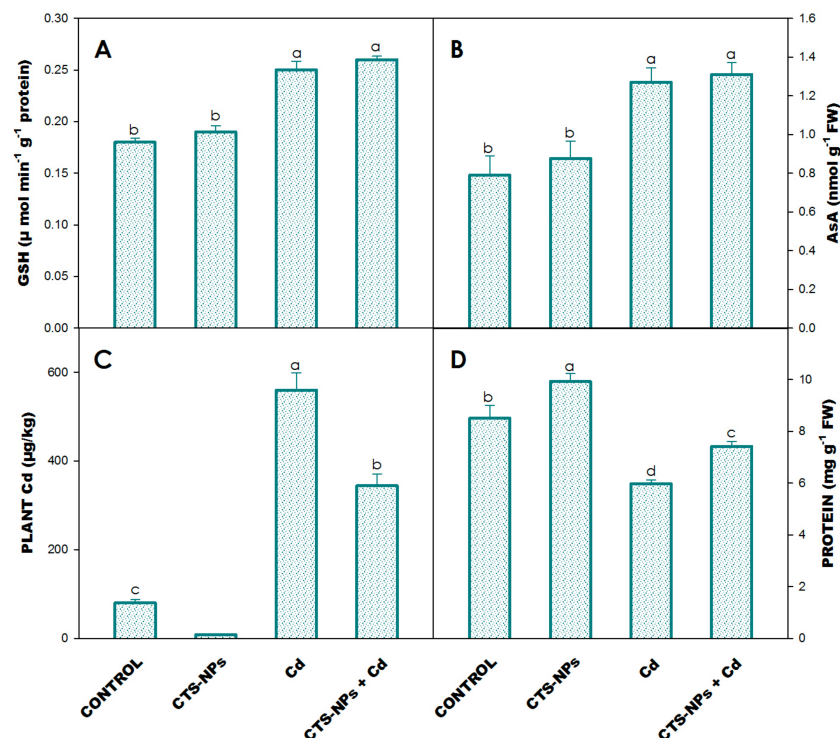 A
B
0.30
0.25
0.20
0.15
0.10
0.05
0.00
GSH (µ mol min⁻¹ g⁻¹ protein)
b
b
a
a
b
b
a
a
1.6
1.4
1.2
1.0
0.8
0.6
0.4
0.2
0.0
AsA (nmol g⁻¹ FW)
C
D
600
400
200
0
PLANT Cd (µg/kg)
c
a
b
b
a
d
c
10
8
6
4
2
0
PROTEIN (mg g⁻¹ FW)
CONTROL
CTS-NPs
Cd
CTS-NPs + Cd
CONTROL
CTS-NPs
Cd
CTS-NPs + Cd